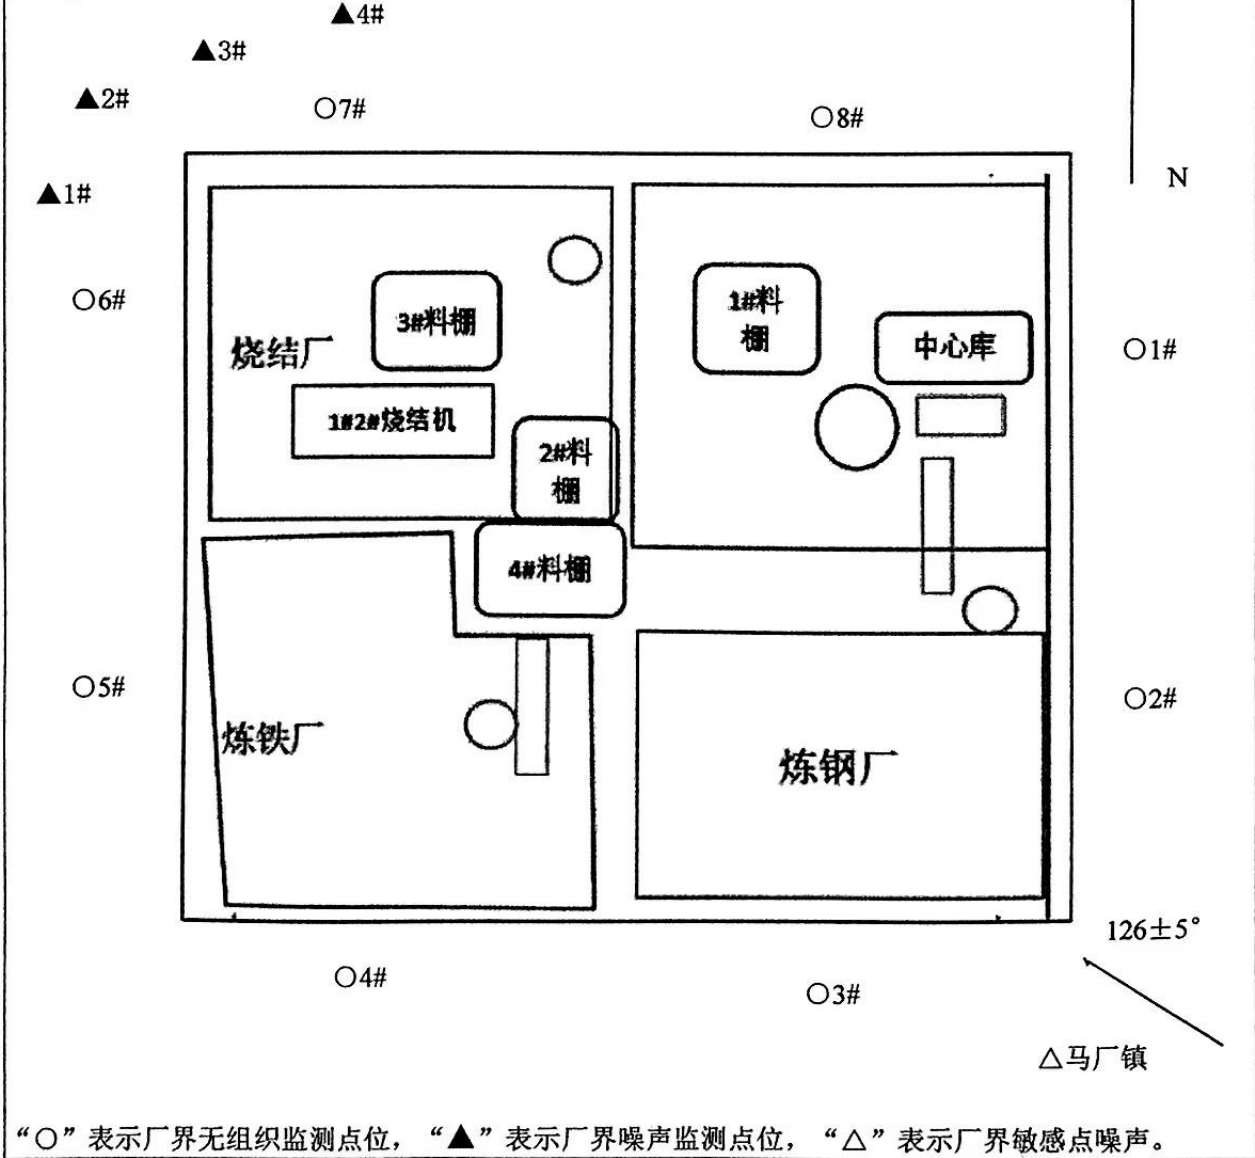 ▲4#
▲3#
▲2#
○7#
○8#
▲1#
N
○6#
3#料棚
1#料
棚
烧结厂
中心库
○1#
1#2#烧结机
2#料
棚
4#料棚
○5#
○2#
炼铁厂
炼钢厂
126±5°
○4#
○3#
△马厂镇
“○”表示厂界无组织监测点位，“▲”表示厂界噪声监测点位，“△”表示厂界敏感点噪声。